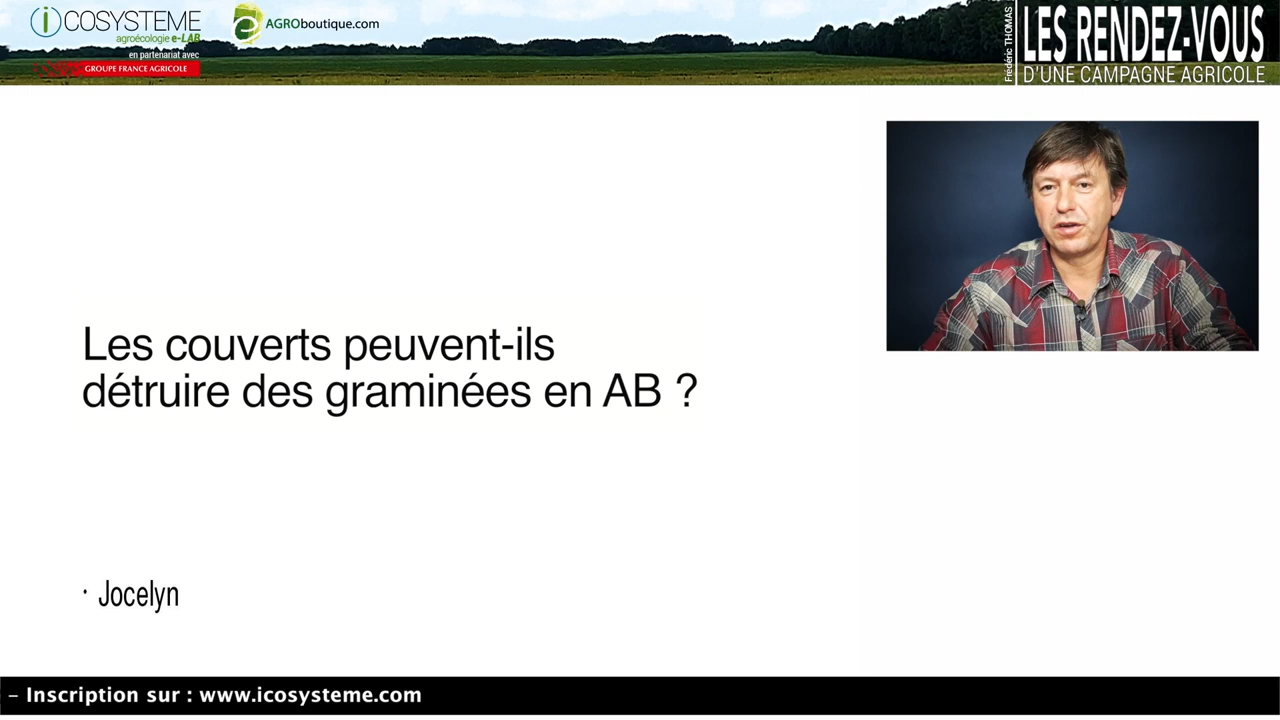 iCOSYSTEME
agroécologie e-LAB
en partenariat avec
GROUPE FRANCE AGRICOLE
e
AGROboutique.com
Frédéric THOMAS
LES RENDEZ-VOUS
D'UNE CAMPAGNE AGRICOLE
Les couverts peuvent-ils
détruire des graminées en AB ?
· Jocelyn
– Inscription sur : www.icosysteme.com